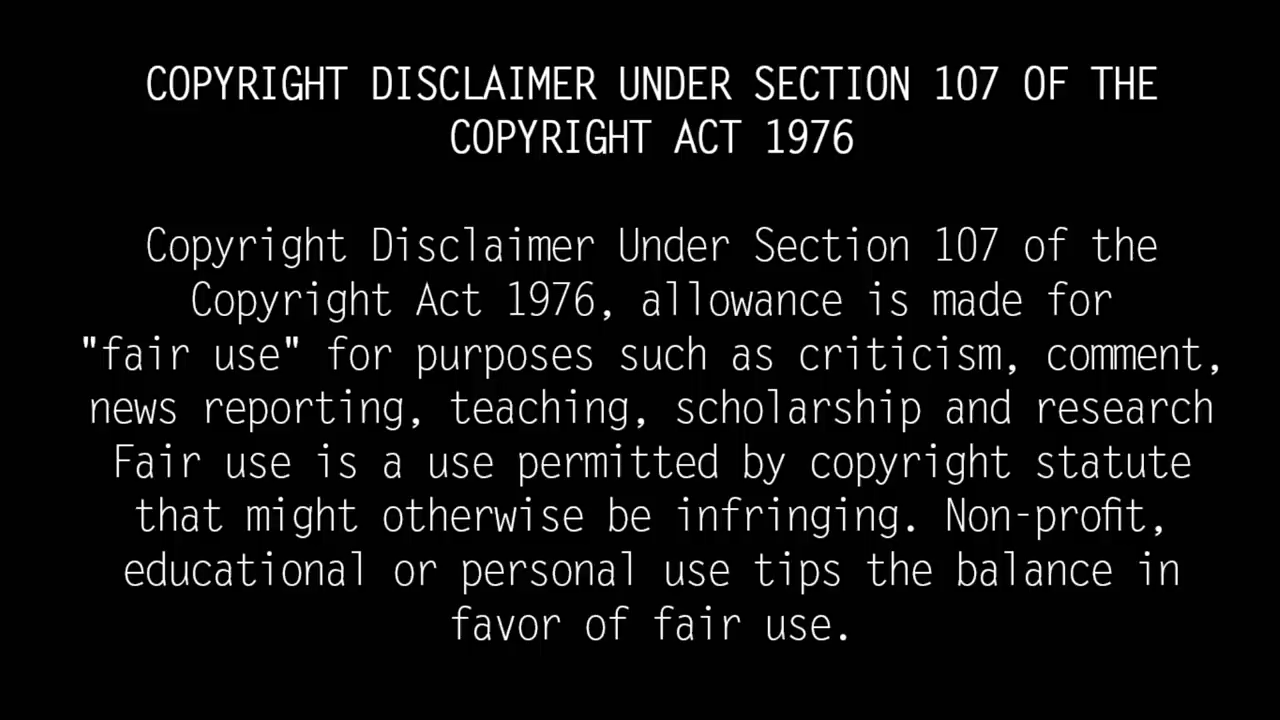 COPYRIGHT DISCLAIMER UNDER SECTION 107 OF THE
COPYRIGHT ACT 1976
Copyright Disclaimer Under Section 107 of the
Copyright Act 1976, allowance is made for
"fair use" for purposes such as criticism, comment,
news reporting, teaching, scholarship and research
Fair use is a use permitted by copyright statute
that might otherwise be infringing. Non-profit,
educational or personal use tips the balance in
favor of fair use.